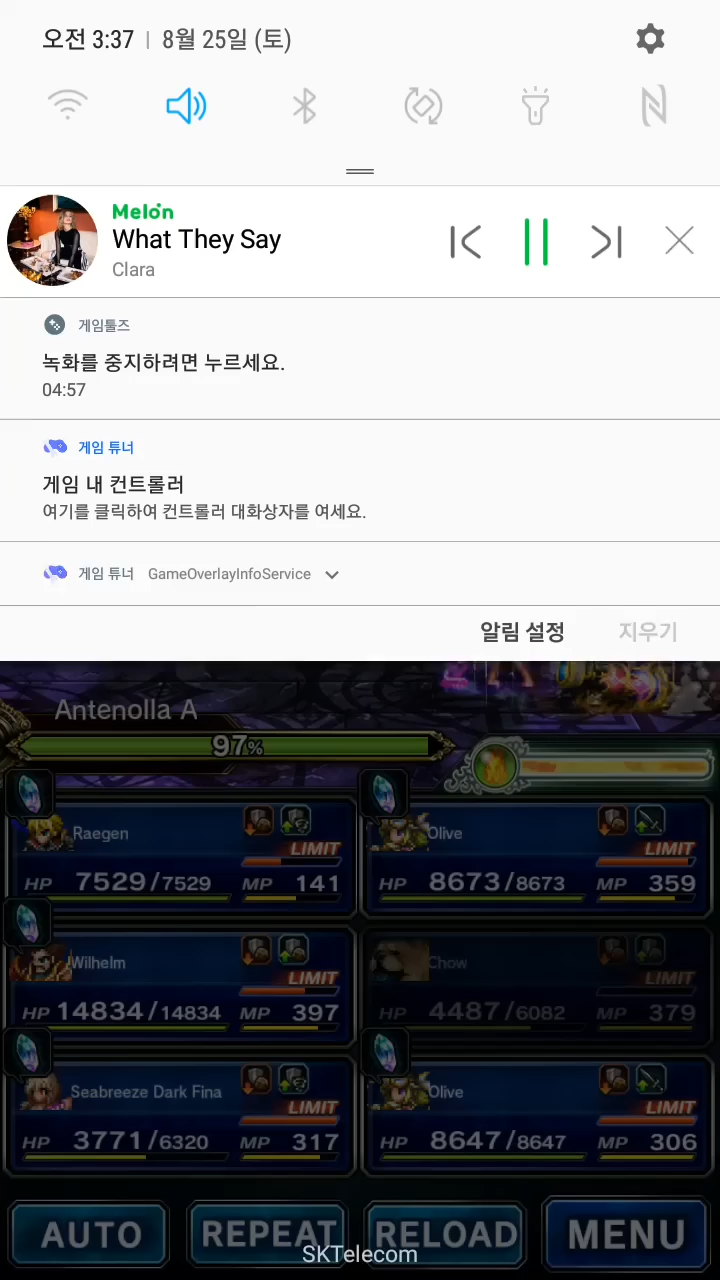 오전 3:37 | 8월 25일 (토)
Melon
What They Say
Clara
게임툴즈
녹화를 중지하려면 누르세요.
04:57
게임 튜너
게임 내 컨트롤러
여기를 클릭하여 컨트롤러 대화상자를 여세요.
게임 튜너 GameOverlayInfoService
알림 설정 지우기
Antenolla A
97%
Raegen
LIMIT
HP 7529/7529 MP 141
Olive
LIMIT
HP 8673/8673 MP 359
Wilhelm
LIMIT
HP 14834/14834 MP 397
Chow
LIMIT
HP 4487/6082 MP 379
Seabreeze Dark Fina
LIMIT
HP 3771/6320 MP 317
Olive
LIMIT
HP 8647/8647 MP 306
AUTO REPEAT RELOAD MENU
SKTelecom